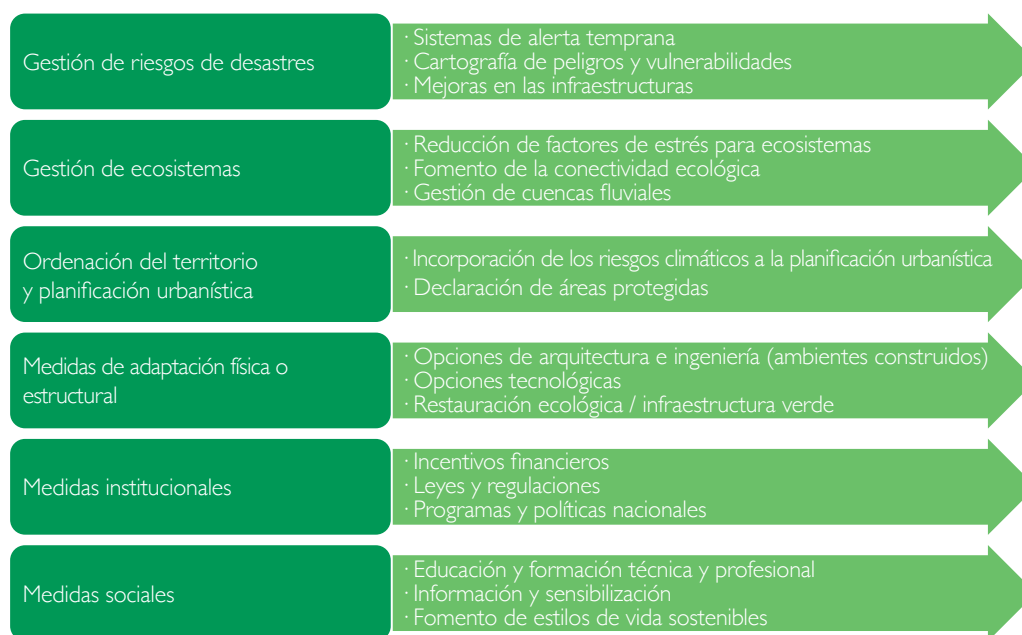 Gestión de riesgos de desastres
· Sistemas de alerta temprana
· Cartografía de peligros y vulnerabilidades
· Mejoras en las infraestructuras
Gestión de ecosistemas
· Reducción de factores de estrés para ecosistemas
· Fomento de la conectividad ecológica
· Gestión de cuencas fluviales
Ordenación del territorio
y planificación urbanística
· Incorporación de los riesgos climáticos a la planificación urbanística
· Declaración de áreas protegidas
Medidas de adaptación física o
estructural
· Opciones de arquitectura e ingeniería (ambientes construidos)
· Opciones tecnológicas
· Restauración ecológica / infraestructura verde
Medidas institucionales
· Incentivos financieros
· Leyes y regulaciones
· Programas y políticas nacionales
Medidas sociales
· Educación y formación técnica y profesional
· Información y sensibilización
· Fomento de estilos de vida sostenibles